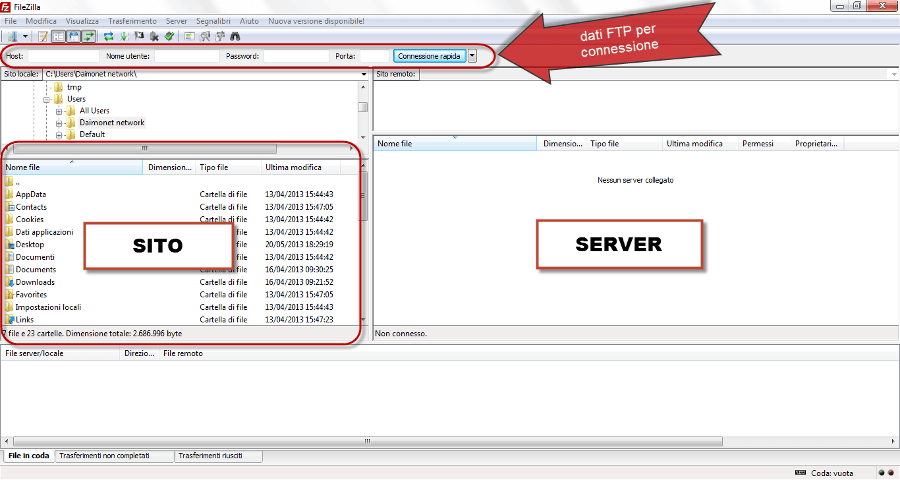 FileZilla
File Modifica Visualizza Trasferimento Server Segnalibri Aiuto Nuova versione disponibile!
dati FTP per
connessione
Host: Nome utente: Password: Porta: Connessione rapida
Sito locale: C:\Users\Daimonet network\
Sito remoto:
tmp
Users
All Users
Daimonet network
Default
Nome file Dimension... Tipo file Ultima modifica
..
AppData Cartella di file 13/04/2013 15:44:43
Contacts Cartella di file 13/04/2013 15:47:05
Cookies Cartella di file 13/04/2013 15:44:42
Dati applicazioni Cartella di file 13/04/2013 15:44:42
Desktop Cartella di file 20/05/2013 18:29:19
Documenti Cartella di file 13/04/2013 15:44:42
Documents Cartella di file 16/04/2013 09:30:25
Downloads Cartella di file 16/04/2013 09:21:52
Favorites Cartella di file 13/04/2013 15:47:05
Impostazioni locali Cartella di file 13/04/2013 15:44:43
Links Cartella di file 13/04/2013 15:47:23
SITO
7 file e 23 cartelle. Dimensione totale: 2.686.996 byte
Nome file Dimensio... Tipo file Ultima modifica Permessi Proprietari...
Nessun server collegato
SERVER
Non connesso.
File server/locale Direzio... File remoto
File in coda Trasferimenti non completati Trasferimenti riusciti
Coda: vuota